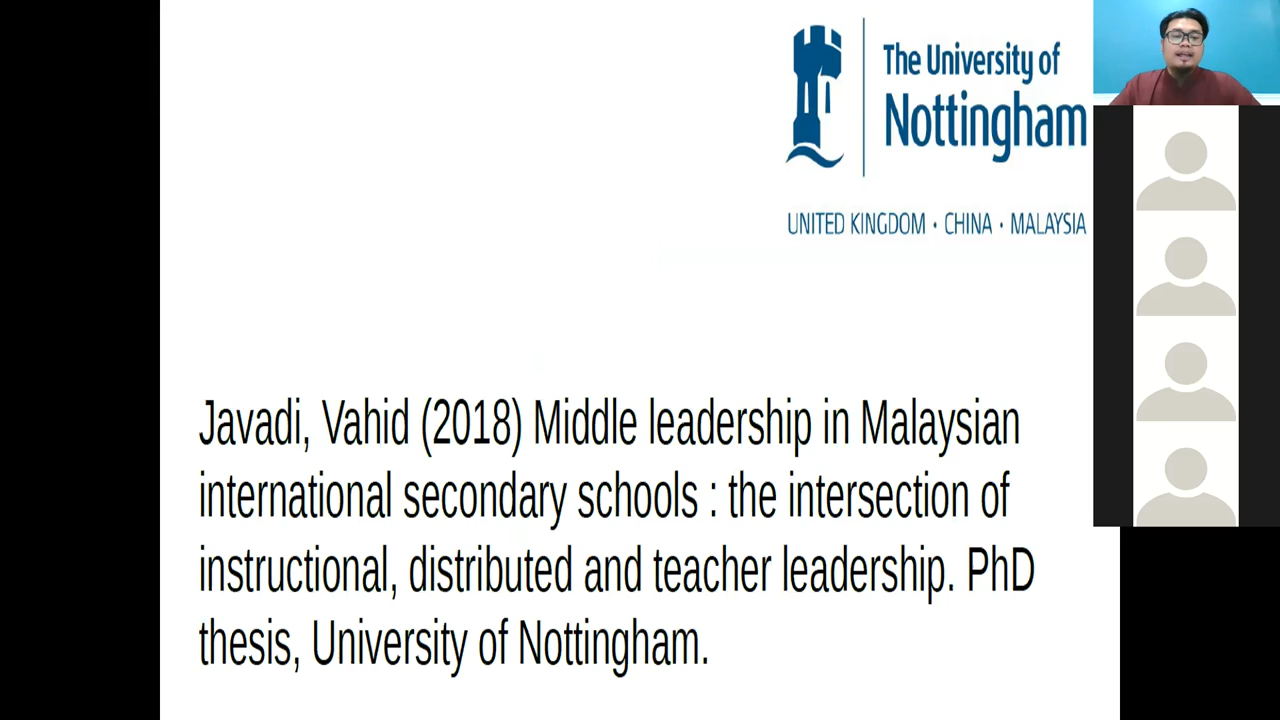 The University of
Nottingham
UNITED KINGDOM · CHINA · MALAYSIA
Javadi, Vahid (2018) Middle leadership in Malaysian
international secondary schools : the intersection of
instructional, distributed and teacher leadership. PhD
thesis, University of Nottingham.